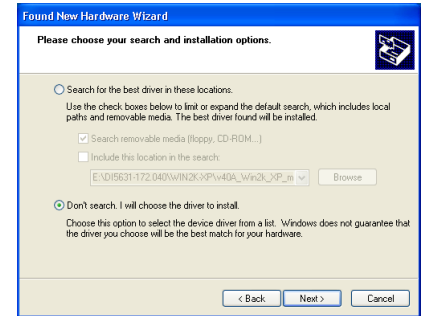 Found New Hardware Wizard
Please choose your search and installation options.
Search for the best driver in these locations.
Use the check boxes below to limit or expand the default search, which includes local
paths and removable media. The best driver found will be installed.
Search removable media (floppy, CD-ROM...)
Include this location in the search:
E:\DI5631-172.040\WIN2K-XP\v40A_Win2k_XP_m
Browse
Don't search. I will choose the driver to install.
Choose this option to select the device driver from a list. Windows does not guarantee that
the driver you choose will be the best match for your hardware.
< Back
Next >
Cancel